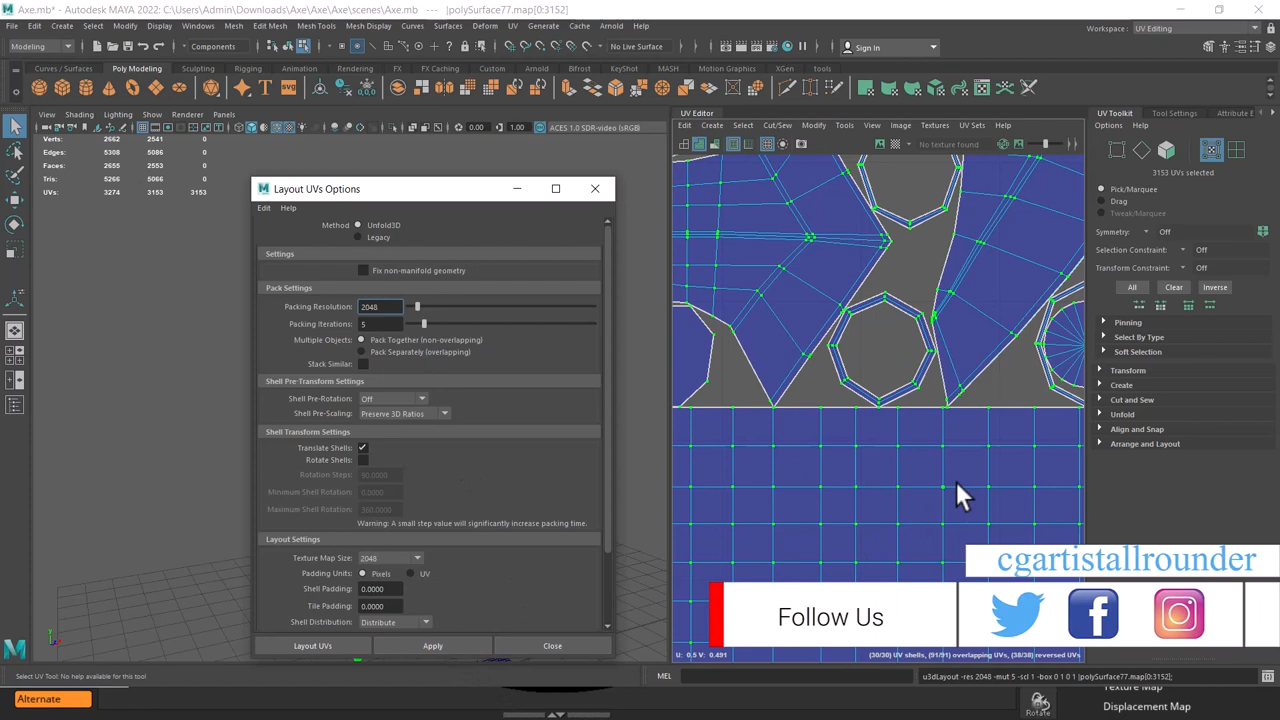 Autodesk MAYA 2022: C:\Users\Admin\Downloads\Axe\Axe\scenes\Axe.mb* - Axe.mb* --- |polySurface77.map[0:3152]
File Edit Create Select Modify Display Windows Mesh Edit Mesh Mesh Tools Mesh Display Curves Surfaces Deform UV Generate Cache Arnold Help
Workspace: UV Editing
Modeling Components No Live Surface Sign In
Curves / Surfaces Poly Modeling Sculpting Rigging Animation Rendering FX FX Caching Custom Arnold Bifrost KeyShot MASH Motion Graphics XGen tools
View Shading Lighting Show Renderer Panels
0.00 1.00 ACES 1.0 SDR-video (sRGB)
Verts: 2662 2541 0
Edges: 5308 5086 0
Faces: 2655 2553 0
Tris: 5266 5066 0
UVs: 3274 3153 3153
Layout UVs Options
Edit Help
Method Unfold3D
Legacy
Settings
Fix non-manifold geometry
Pack Settings
Packing Resolution: 2048
Packing Iterations: 5
Multiple Objects: Pack Together (non-overlapping)
Pack Separately (overlapping)
Stack Similar:
Shell Pre-Transform Settings
Shell Pre-Rotation: Off
Shell Pre-Scaling: Preserve 3D Ratios
Shell Transform Settings
Translate Shells:
Rotate Shells:
Rotation Steps: 90.0000
Minimum Shell Rotation: 0.0000
Maximum Shell Rotation: 360.0000
Warning: A small step value will significantly increase packing time.
Layout Settings
Texture Map Size: 2048
Padding Units: Pixels UV
Shell Padding: 0.0000
Tile Padding: 0.0000
Shell Distribution: Distribute
Layout UVs Apply Close
UV Editor
Edit Create Select Cut/Sew Modify Tools View Image Textures UV Sets Help
No texture found
U: 0.5 V: 0.491 (30/30) UV shells, (91/91) overlapping UVs, (38/38) reversed UVs
UV Toolkit Tool Settings Attribute E
Options Help
3153 UVs selected
Pick/Marquee
Drag
Tweak/Marquee
Symmetry: Off
Selection Constraint: Off
Transform Constraint: Off
All Clear Inverse
Pinning
Select By Type
Soft Selection
Transform
Create
Cut and Sew
Unfold
Align and Snap
Arrange and Layout
cgartistallrounder
Follow Us
Select UV Tool: No help available for this tool
MEL u3dLayout -res 2048 -mut 5 -scl 1 -box 0 1 0 1 |polySurface77.map[0:3152];
Alternate
Rotate
Texture Map
Displacement Map